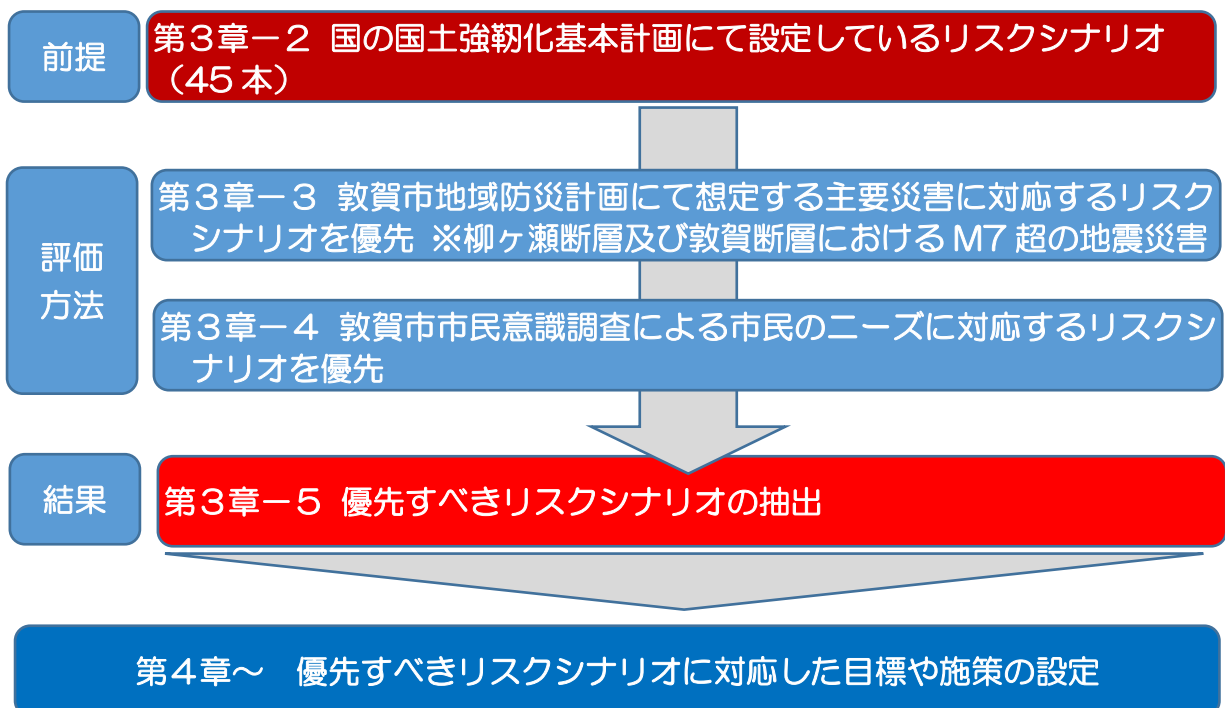 前提
第３章－２ 国の国土強靭化基本計画にて設定しているリスクシナリオ
（45 本）
評価
方法
第３章－３ 敦賀市地域防災計画にて想定する主要災害に対応するリスク
シナリオを優先 ※柳ヶ瀬断層及び敦賀断層における M7 超の地震災害
第３章－４ 敦賀市市民意識調査による市民のニーズに対応するリスクシ
ナリオを優先
結果
第３章－５ 優先すべきリスクシナリオの抽出
第４章～　優先すべきリスクシナリオに対応した目標や施策の設定